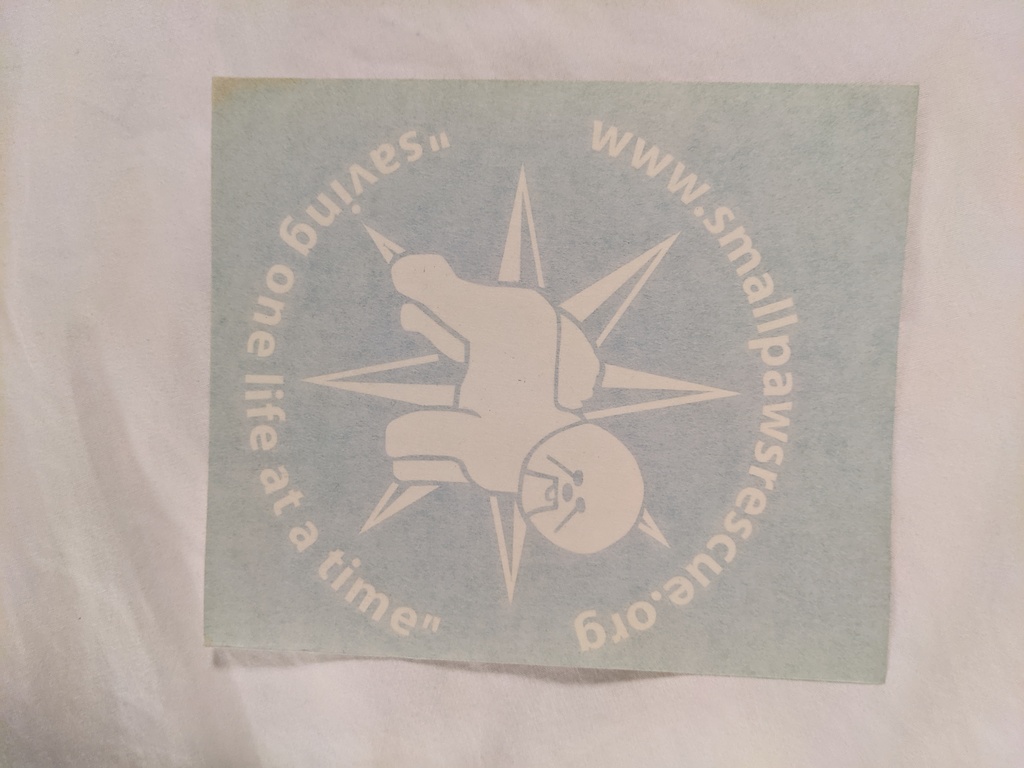 www.smallpawsrescue.org
"saving one life at a time"